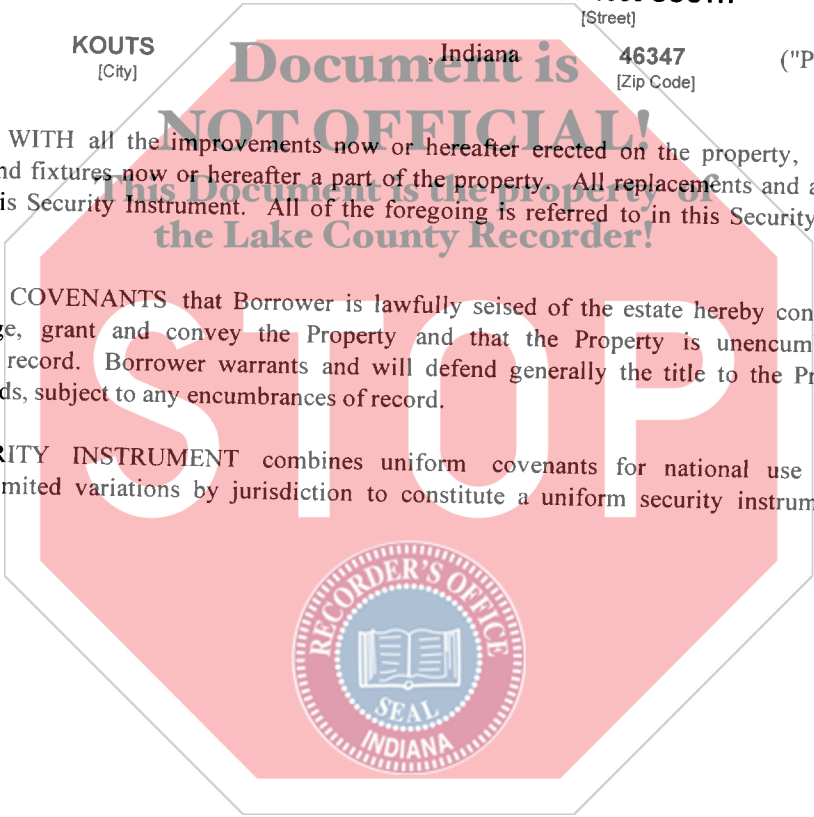 SOUTH
[Street]
KOUTS , Indiana 46347 ("P
[City] [Zip Code]
Document is
NOT OFFICIAL!
This Document is the property of
the Lake County Recorder!
WITH all the improvements now or hereafter erected on the property,
nd fixtures now or hereafter a part of the property. All replacements and a
is Security Instrument. All of the foregoing is referred to in this Security
COVENANTS that Borrower is lawfully seised of the estate hereby con
ge, grant and convey the Property and that the Property is unencum
record. Borrower warrants and will defend generally the title to the Pr
ds, subject to any encumbrances of record.
RITY INSTRUMENT combines uniform covenants for national use
mited variations by jurisdiction to constitute a uniform security instrum
STOP
RECORDER'S OFFICE
SEAL
INDIANA